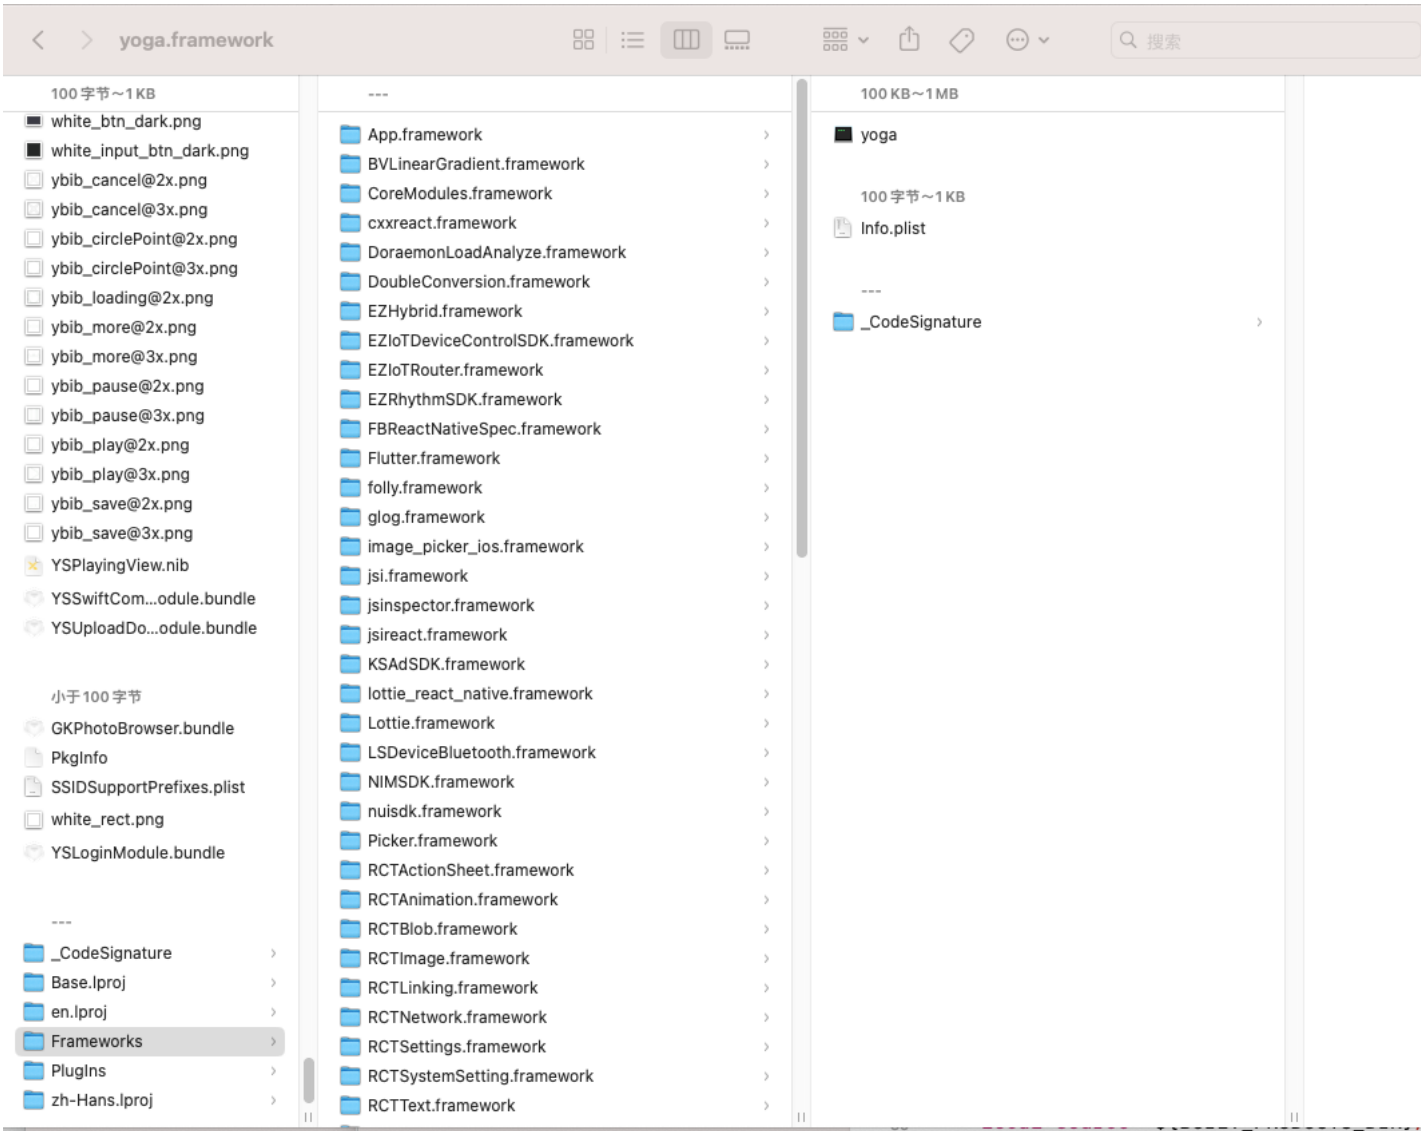 yoga.framework
搜索
100 字节～1 KB
white_btn_dark.png
white_input_btn_dark.png
ybib_cancel@2x.png
ybib_cancel@3x.png
ybib_circlePoint@2x.png
ybib_circlePoint@3x.png
ybib_loading@2x.png
ybib_more@2x.png
ybib_more@3x.png
ybib_pause@2x.png
ybib_pause@3x.png
ybib_play@2x.png
ybib_play@3x.png
ybib_save@2x.png
ybib_save@3x.png
YSPlayingView.nib
YSSwiftCom...odule.bundle
YSUploadDo...odule.bundle
小于 100 字节
GKPhotoBrowser.bundle
PkgInfo
SSIDSupportPrefixes.plist
white_rect.png
YSLoginModule.bundle
---
_CodeSignature
Base.lproj
en.lproj
Frameworks
PlugIns
zh-Hans.lproj
---
App.framework
BVLinearGradient.framework
CoreModules.framework
cxxreact.framework
DoraemonLoadAnalyze.framework
DoubleConversion.framework
EZHybrid.framework
EZIoTDeviceControlSDK.framework
EZIoTRouter.framework
EZRhythmSDK.framework
FBReactNativeSpec.framework
Flutter.framework
folly.framework
glog.framework
image_picker_ios.framework
jsi.framework
jsinspector.framework
jsireact.framework
KSAdSDK.framework
lottie_react_native.framework
Lottie.framework
LSDeviceBluetooth.framework
NIMSDK.framework
nuisdk.framework
Picker.framework
RCTActionSheet.framework
RCTAnimation.framework
RCTBlob.framework
RCTImage.framework
RCTLinking.framework
RCTNetwork.framework
RCTSettings.framework
RCTSystemSetting.framework
RCTText.framework
100 KB～1 MB
yoga
100 字节～1 KB
Info.plist
---
_CodeSignature